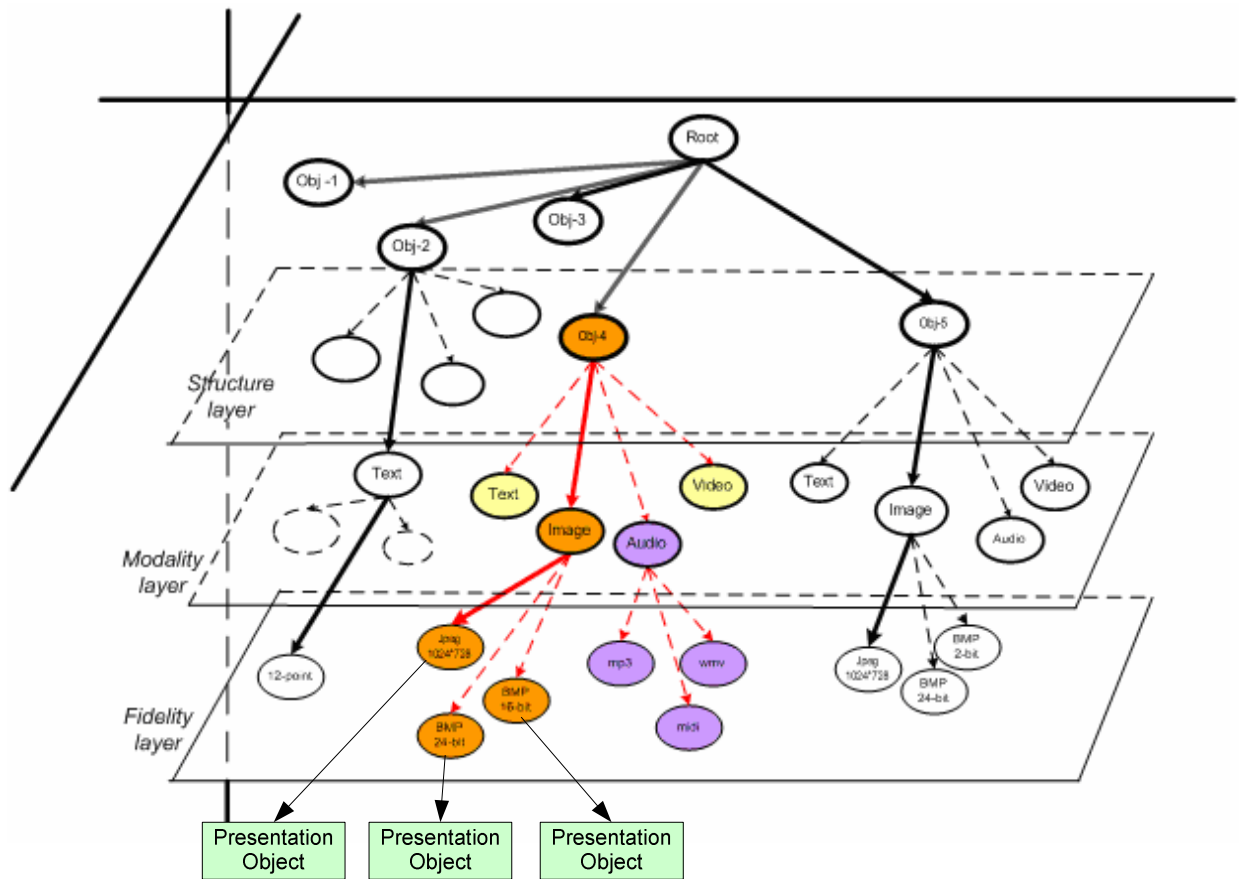 Root
Obj -1
Obj-3
Obj-2
Obj-4
Obj-5
Structure
layer
Text
Text
Video
Text
Video
Image
Image
Audio
Audio
Modality
layer
Jpag
1024*728
mp3
wmv
BMP
2-bit
Jpag
1024*728
12-point
BMP
16-bit
BMP
24-bit
Fidelity
layer
BMP
24-bit
midi
Presentation
Object
Presentation
Object
Presentation
Object